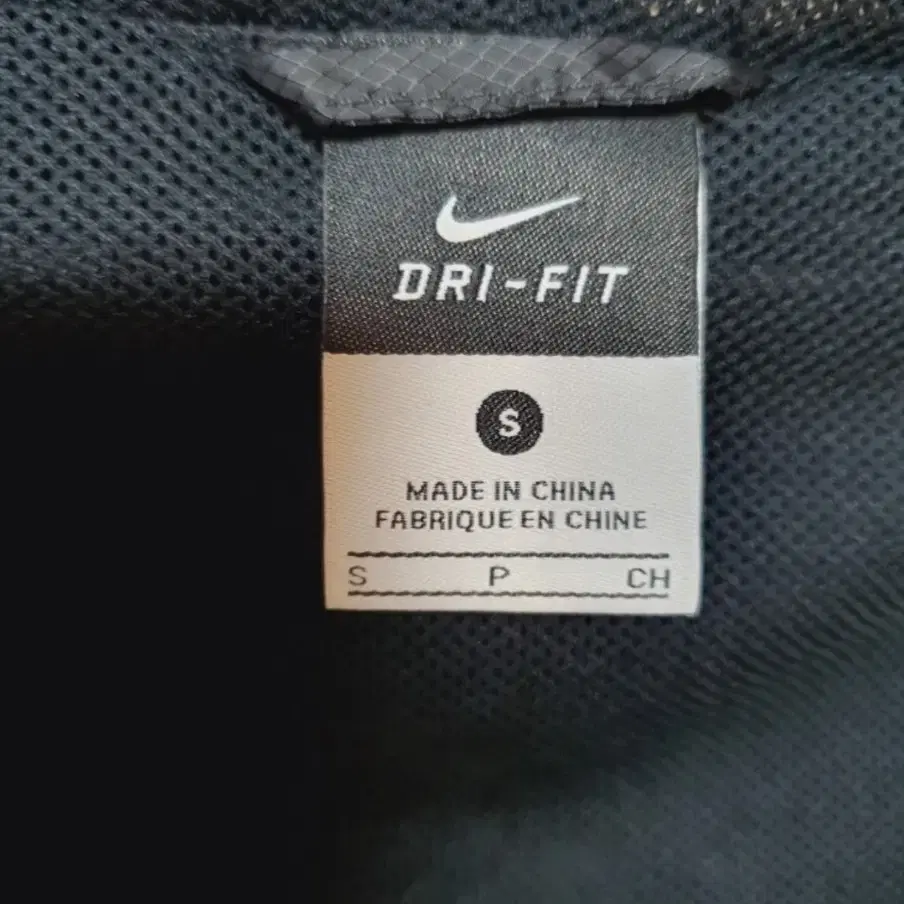 DRI-FIT
S
MADE IN CHINA
FABRIQUE EN CHINE
S P CH